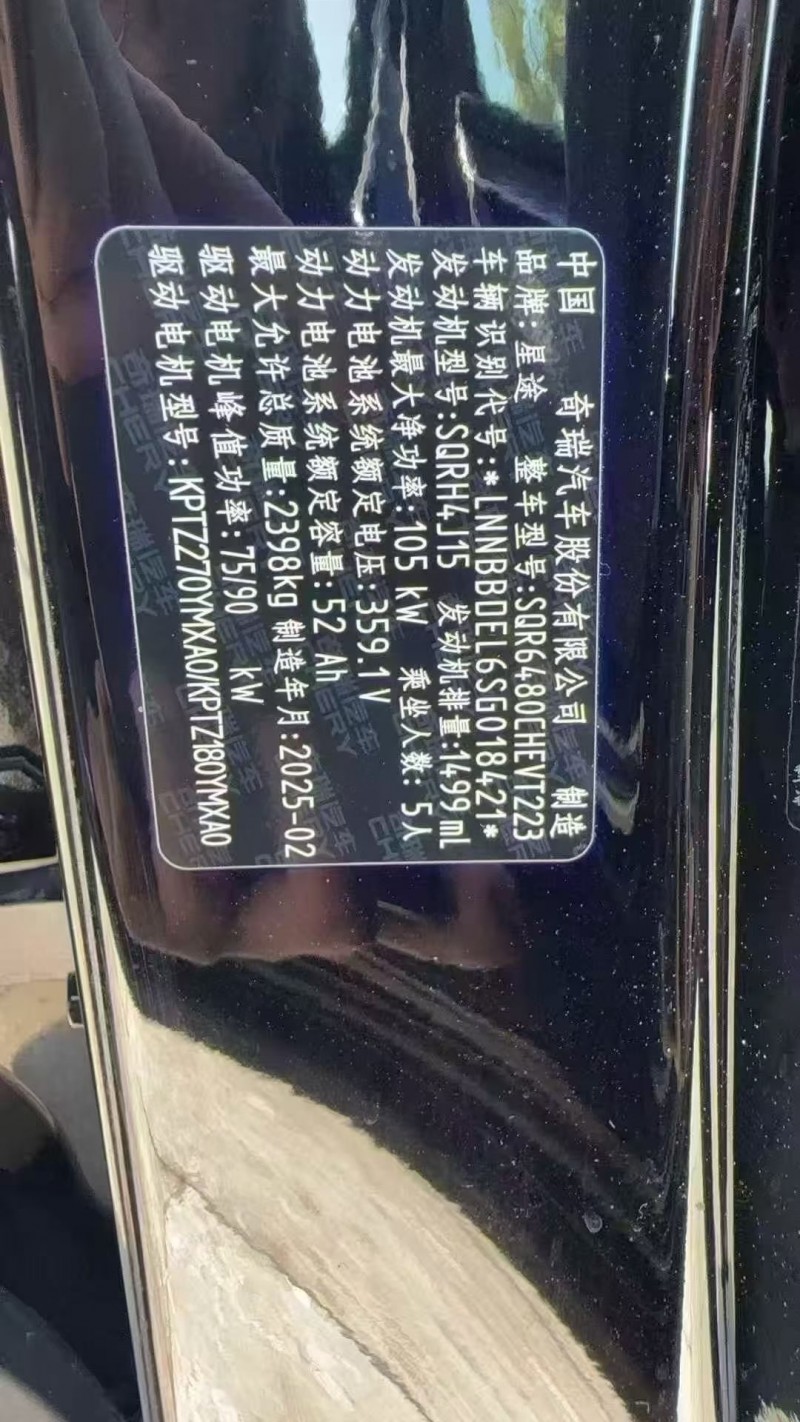 中国 奇瑞汽车股份有限公司 制造
品牌:星途 整车型号:SQR6480CHEVT223
车辆识别代号:*LNNBBDEL6SG018421*
发动机型号:SQRH4J15 发动机排量:1499mL
发动机最大净功率:105 kW 乘坐人数:5人
动力电池系统额定电压:359.1V
动力电池系统额定容量:52 Ah
最大允许总质量:2398kg 制造年月:2025-02
驱动电机峰值功率:75/90 kW
驱动电机型号:KPTZ270YMXA0/KPTZ180YMXA0